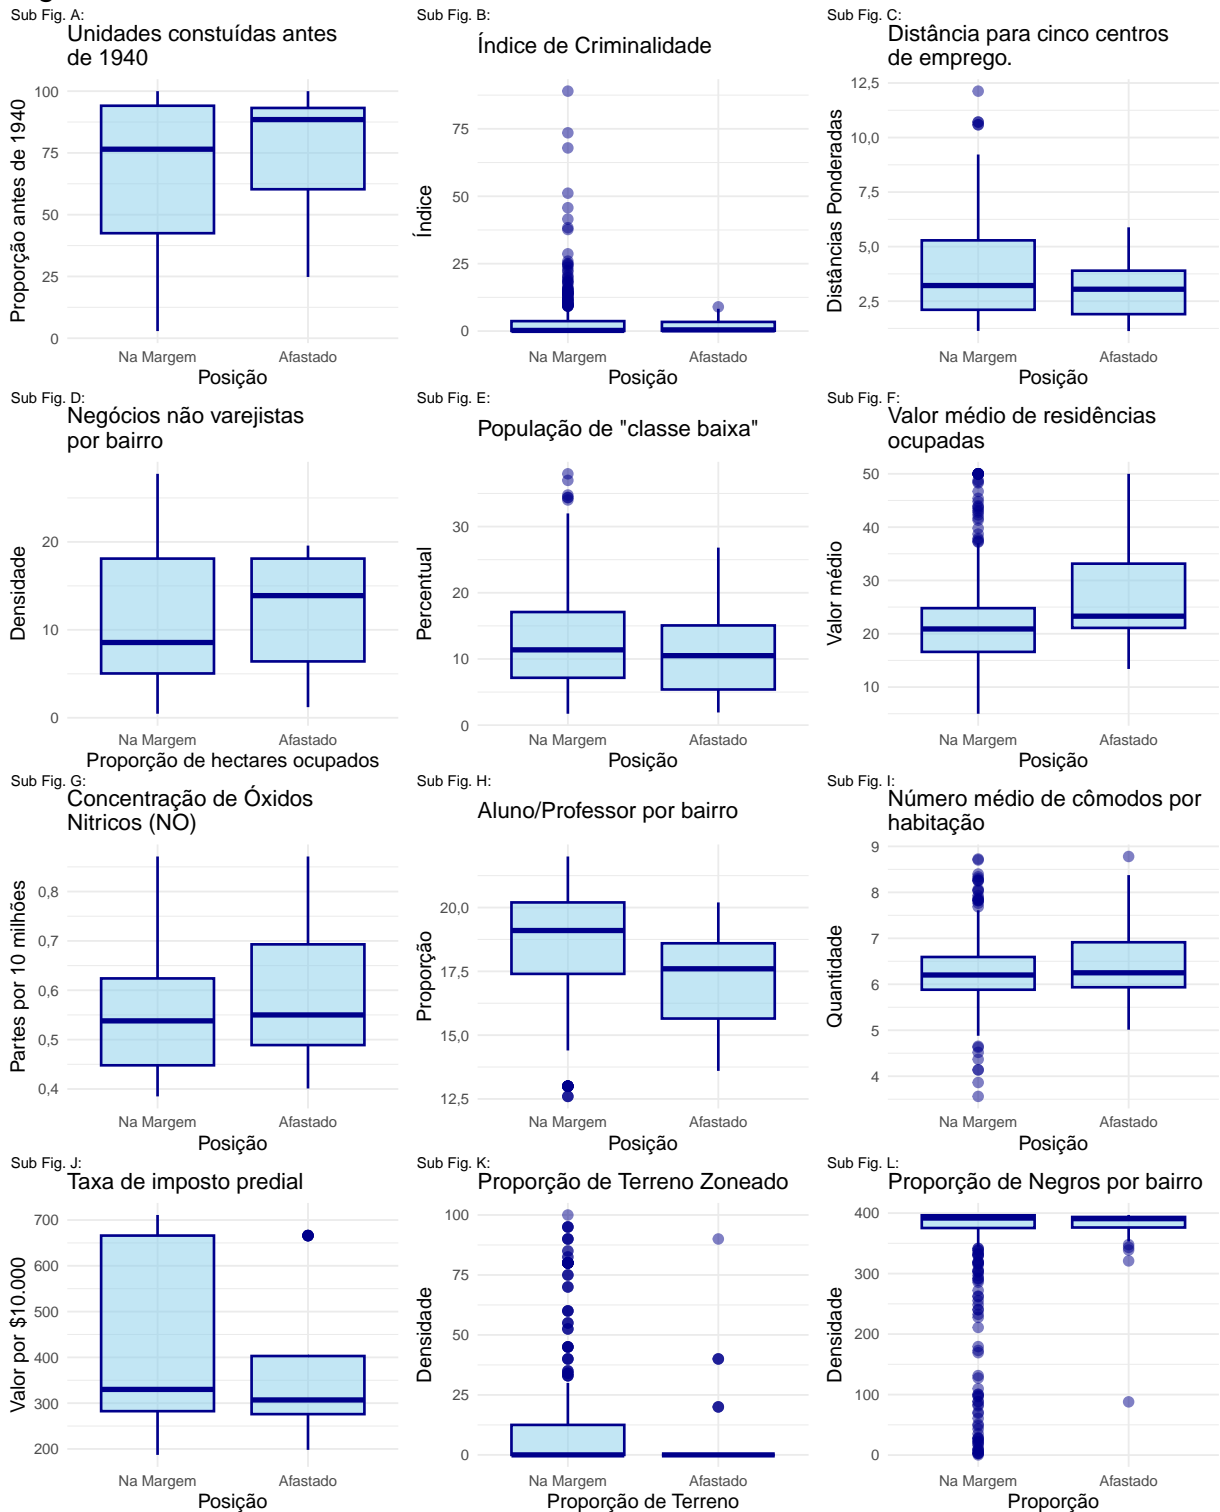 Sub Fig. A:
Unidades constuídas antes
de 1940
Proporção antes de 1940
100
75
50
25
0
Na Margem
Afastado
Posição
Sub Fig. B:
Índice de Criminalidade
Índice
75
50
25
0
Na Margem
Afastado
Posição
Sub Fig. C:
Distância para cinco centros
de emprego.
Distâncias Ponderadas
12,5
10,0
7,5
5,0
2,5
Na Margem
Afastado
Posição
Sub Fig. D:
Negócios não varejistas
por bairro
Densidade
20
10
0
Na Margem
Afastado
Proporção de hectares ocupados
Sub Fig. E:
População de "classe baixa"
Percentual
30
20
10
0
Na Margem
Afastado
Posição
Sub Fig. F:
Valor médio de residências
ocupadas
Valor médio
50
40
30
20
10
Na Margem
Afastado
Posição
Sub Fig. G:
Concentração de Óxidos
Nitricos (NO)
Partes por 10 milhões
0,8
0,7
0,6
0,5
0,4
Na Margem
Afastado
Posição
Sub Fig. H:
Aluno/Professor por bairro
Proporção
20,0
17,5
15,0
12,5
Na Margem
Afastado
Posição
Sub Fig. I:
Número médio de cômodos por
habitação
Quantidade
9
8
7
6
5
4
Na Margem
Afastado
Posição
Sub Fig. J:
Taxa de imposto predial
Valor por $10.000
700
600
500
400
300
200
Na Margem
Afastado
Posição
Sub Fig. K:
Proporção de Terreno Zoneado
Densidade
100
75
50
25
0
Na Margem
Afastado
Proporção de Terreno
Sub Fig. L:
Proporção de Negros por bairro
Densidade
400
300
200
100
0
Na Margem
Afastado
Proporção